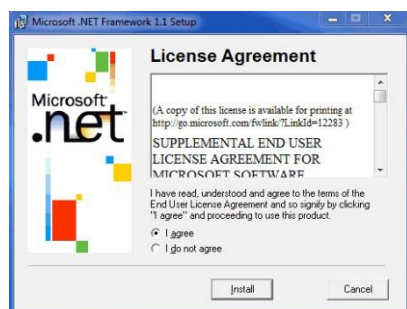 Microsoft .NET Framework 1.1 Setup
License Agreement
Microsoft
.net
(A copy of this license is available for printing at
http://go.microsoft.com/fwlink/?LinkId=12283 )
SUPPLEMENTAL END USER
LICENSE AGREEMENT FOR
MICROSOFT SOFTWARE
I have read, understood and agree to the terms of the
End User License Agreement and so signify by clicking
"I agree" and proceeding to use this product.
I agree
I do not agree
Install
Cancel